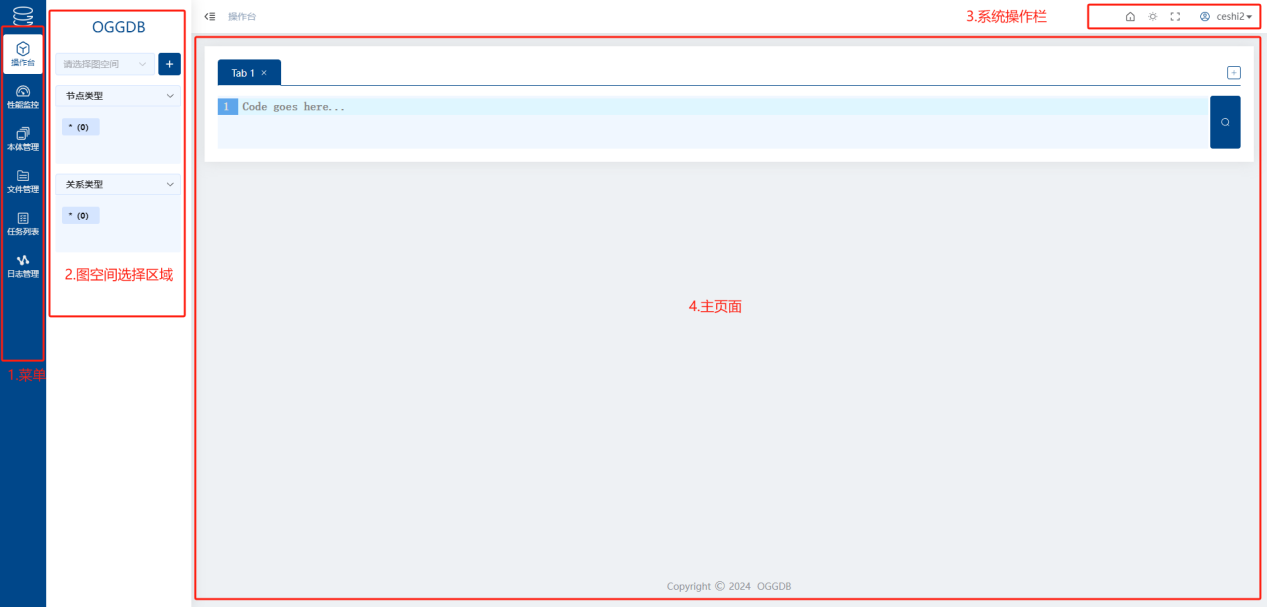 操作台
性能监控
本体管理
文件管理
任务列表
日志管理
1.菜单
OGGDB
请选择图空间
+
节点类型
* (0)
关系类型
* (0)
2.图空间选择区域
操作台
3.系统操作栏
ceshi2
Tab 1 ×
+
1 Code goes here...
4.主页面
Copyright © 2024 OGGDB